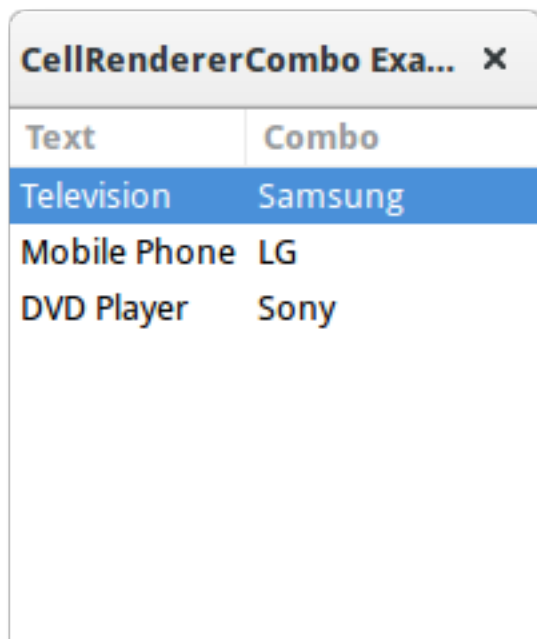 CellRendererCombo Exa...
Text Combo
Television Samsung
Mobile Phone LG
DVD Player Sony